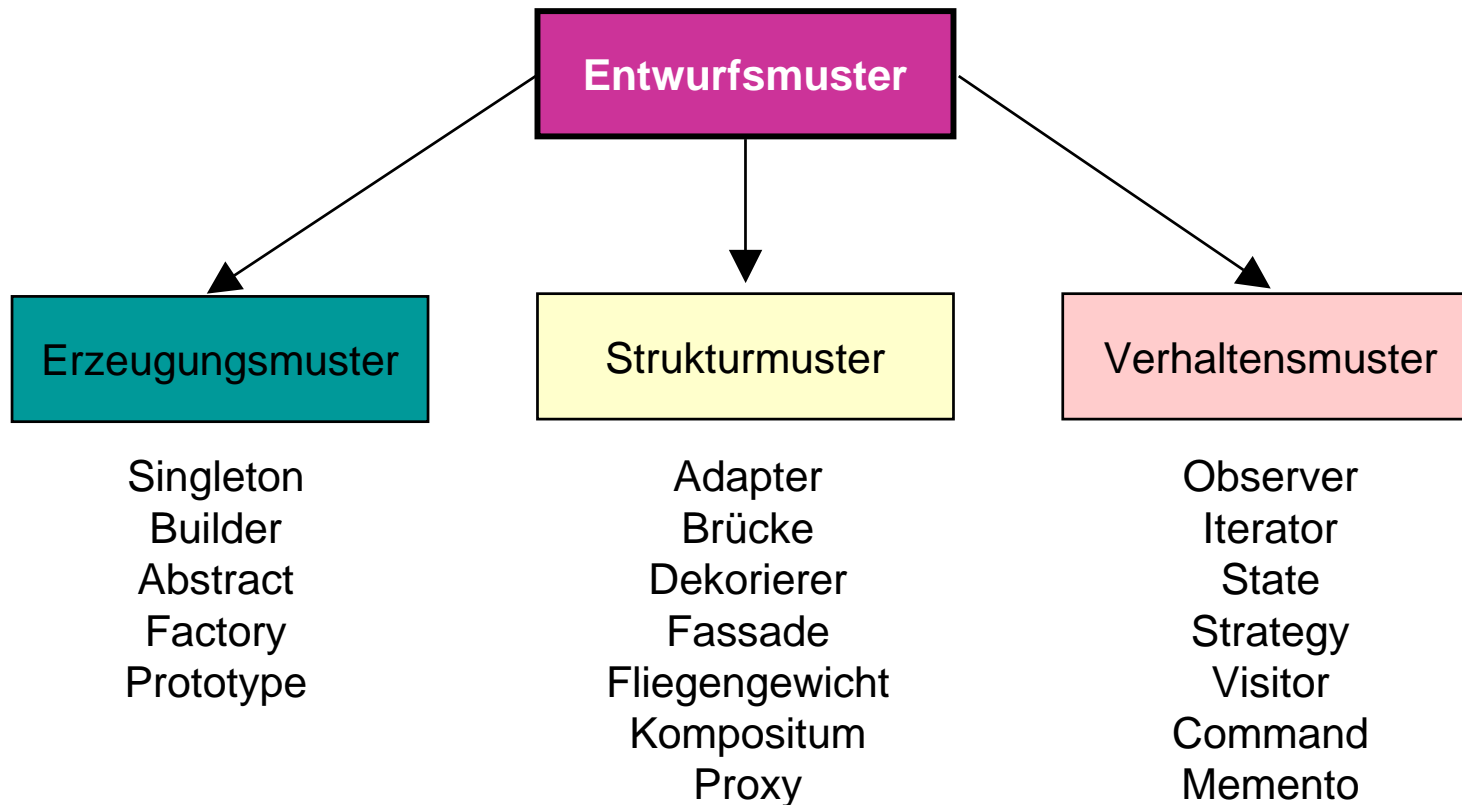 Entwurfsmuster
Erzeugungsmuster
Singleton
Builder
Abstract
Factory
Prototype
Strukturmuster
Adapter
Brücke
Dekorierer
Fassade
Fliegengewicht
Kompositum
Proxy
Verhaltensmuster
Observer
Iterator
State
Strategy
Visitor
Command
Memento